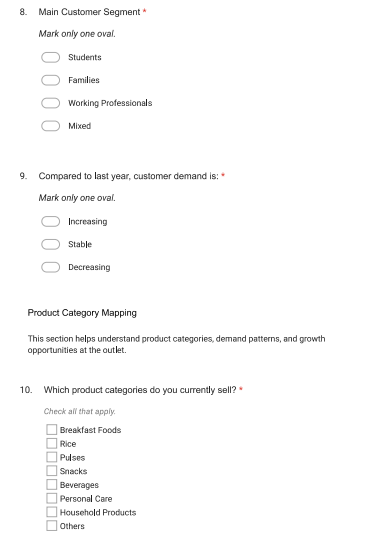 8. Main Customer Segment *
Mark only one oval.
Students
Families
Working Professionals
Mixed
9. Compared to last year, customer demand is: *
Mark only one oval.
Increasing
Stable
Decreasing
Product Category Mapping
This section helps understand product categories, demand patterns, and growth
opportunities at the outlet.
10. Which product categories do you currently sell? *
Check all that apply.
Breakfast Foods
Rice
Pulses
Snacks
Beverages
Personal Care
Household Products
Others